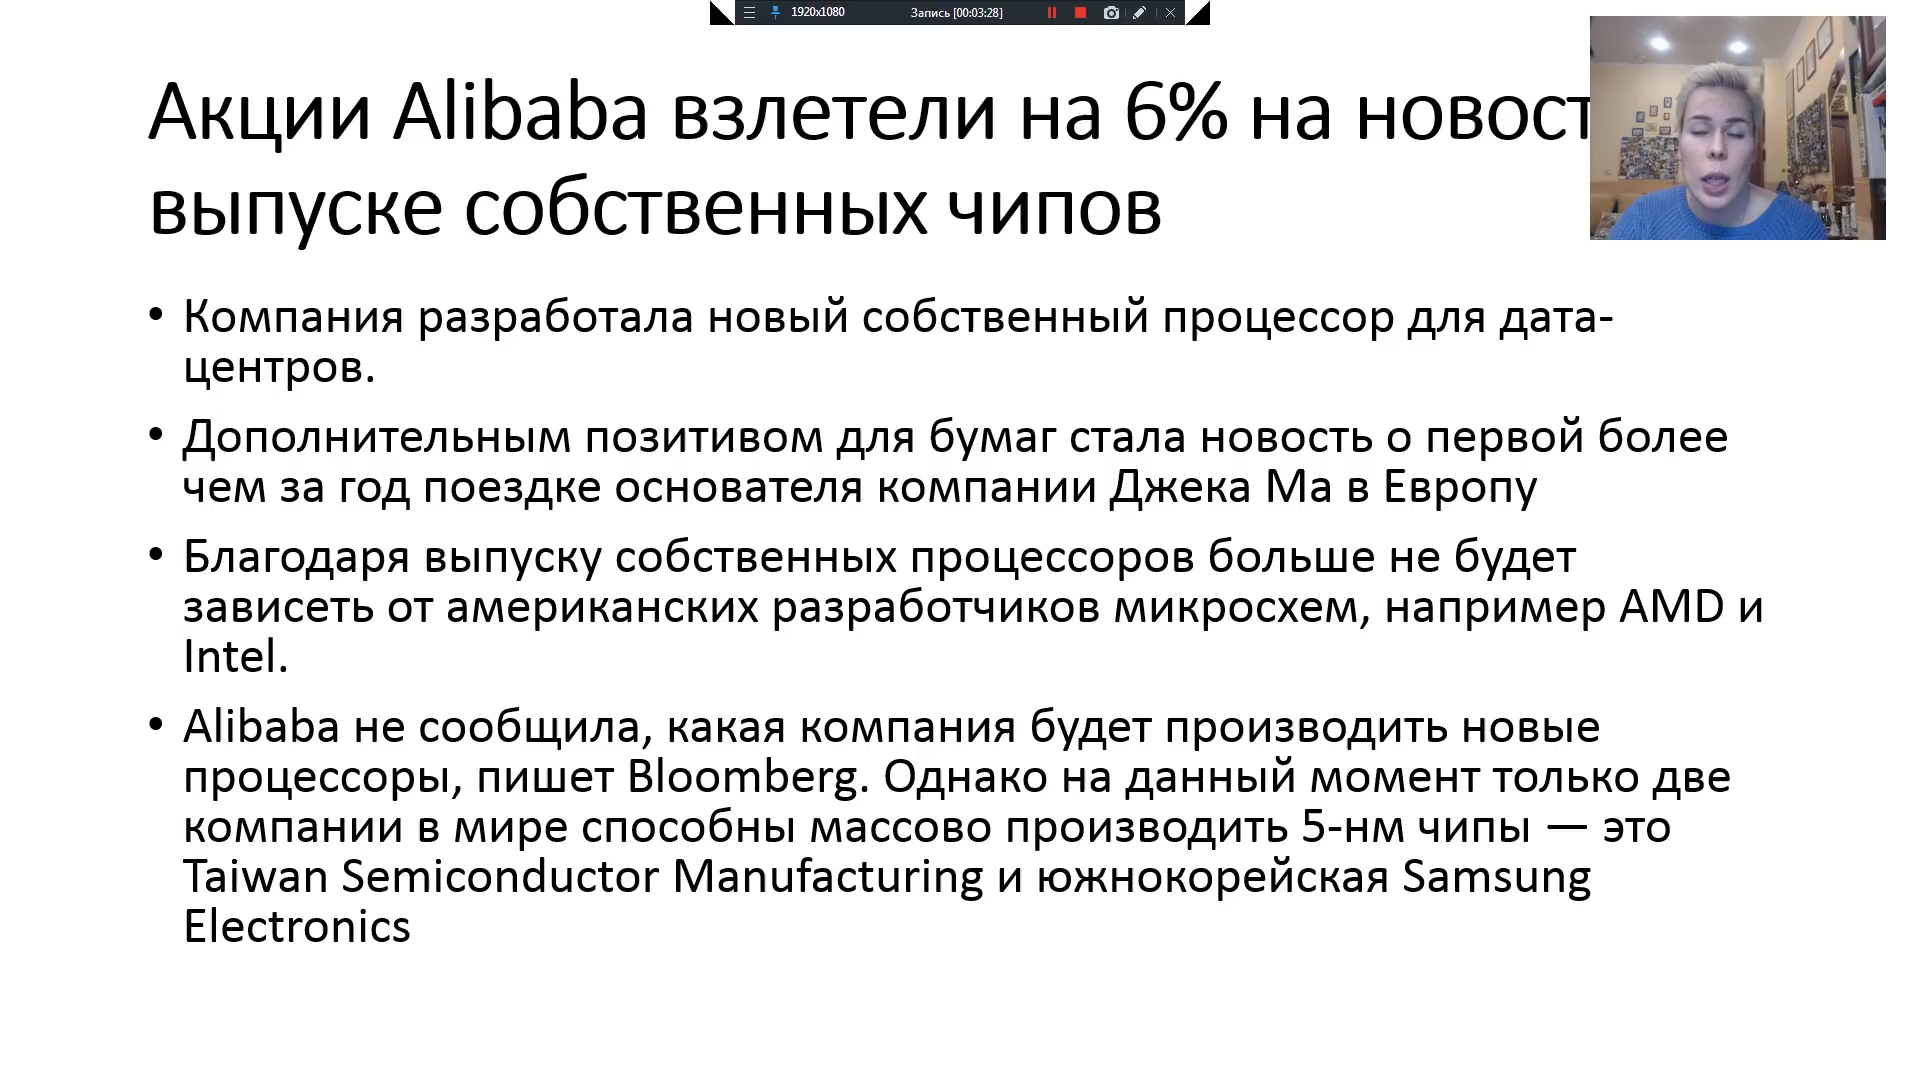 1920x1080 Запись [00:03:28]
Акции Alibaba взлетели на 6% на
выпуске собственных чипов
• Компания разработала новый собственный процессор для дата-
центров.
• Дополнительным позитивом для бумаг стала новость о первой более
чем за год поездке основателя компании Джека Ма в Европу
• Благодаря выпуску собственных процессоров больше не будет
зависеть от американских разработчиков микросхем, например AMD и
Intel.
• Alibaba не сообщила, какая компания будет производить новые
процессоры, пишет Bloomberg. Однако на данный момент только две
компании в мире способны массово производить 5-нм чипы — это
Taiwan Semiconductor Manufacturing и южнокорейская Samsung
Electronics